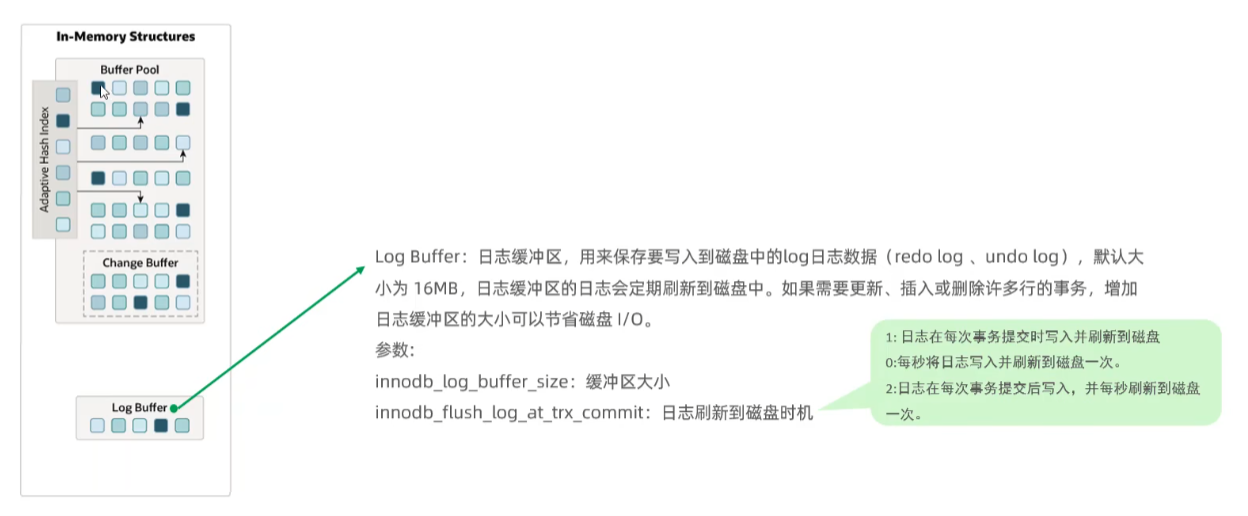 In-Memory Structures
Buffer Pool
Adaptive Hash Index
Change Buffer
Log Buffer
Log Buffer：日志缓冲区，用来保存要写入到磁盘中的log日志数据（redo log 、undo log），默认大
小为 16MB，日志缓冲区的日志会定期刷新到磁盘中。如果需要更新、插入或删除许多行的事务，增加
日志缓冲区的大小可以节省磁盘 I/O。
参数：
innodb_log_buffer_size：缓冲区大小
innodb_flush_log_at_trx_commit：日志刷新到磁盘时机
1: 日志在每次事务提交时写入并刷新到磁盘
0:每秒将日志写入并刷新到磁盘一次。
2:日志在每次事务提交后写入，并每秒刷新到磁盘
一次。